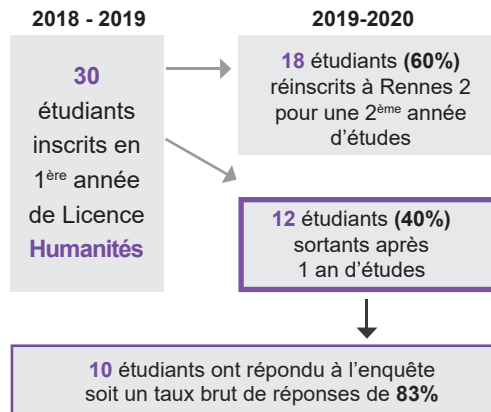 2018 - 2019
30
étudiants
inscrits en
1ère année
de Licence
Humanités
2019-2020
18 étudiants (60%)
réinscrits à Rennes 2
pour une 2ème année
d'études
12 étudiants (40%)
sortants après
1 an d'études
10 étudiants ont répondu à l'enquête
soit un taux brut de réponses de 83%